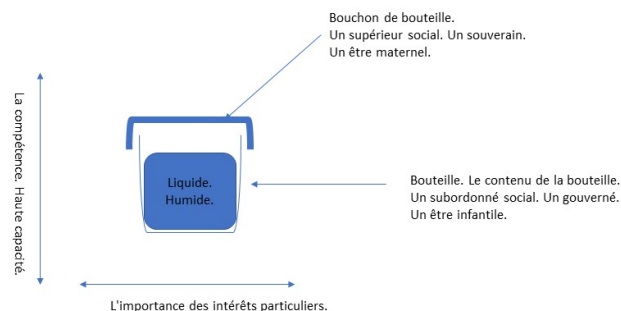 Bouchon de bouteille.
Un supérieur social. Un souverain.
Un être maternel.
La compétence. Haute capacité.
Liquide.
Humide.
Bouteille. Le contenu de la bouteille.
Un subordonné social. Un gouverné.
Un être infantile.
L'importance des intérêts particuliers.